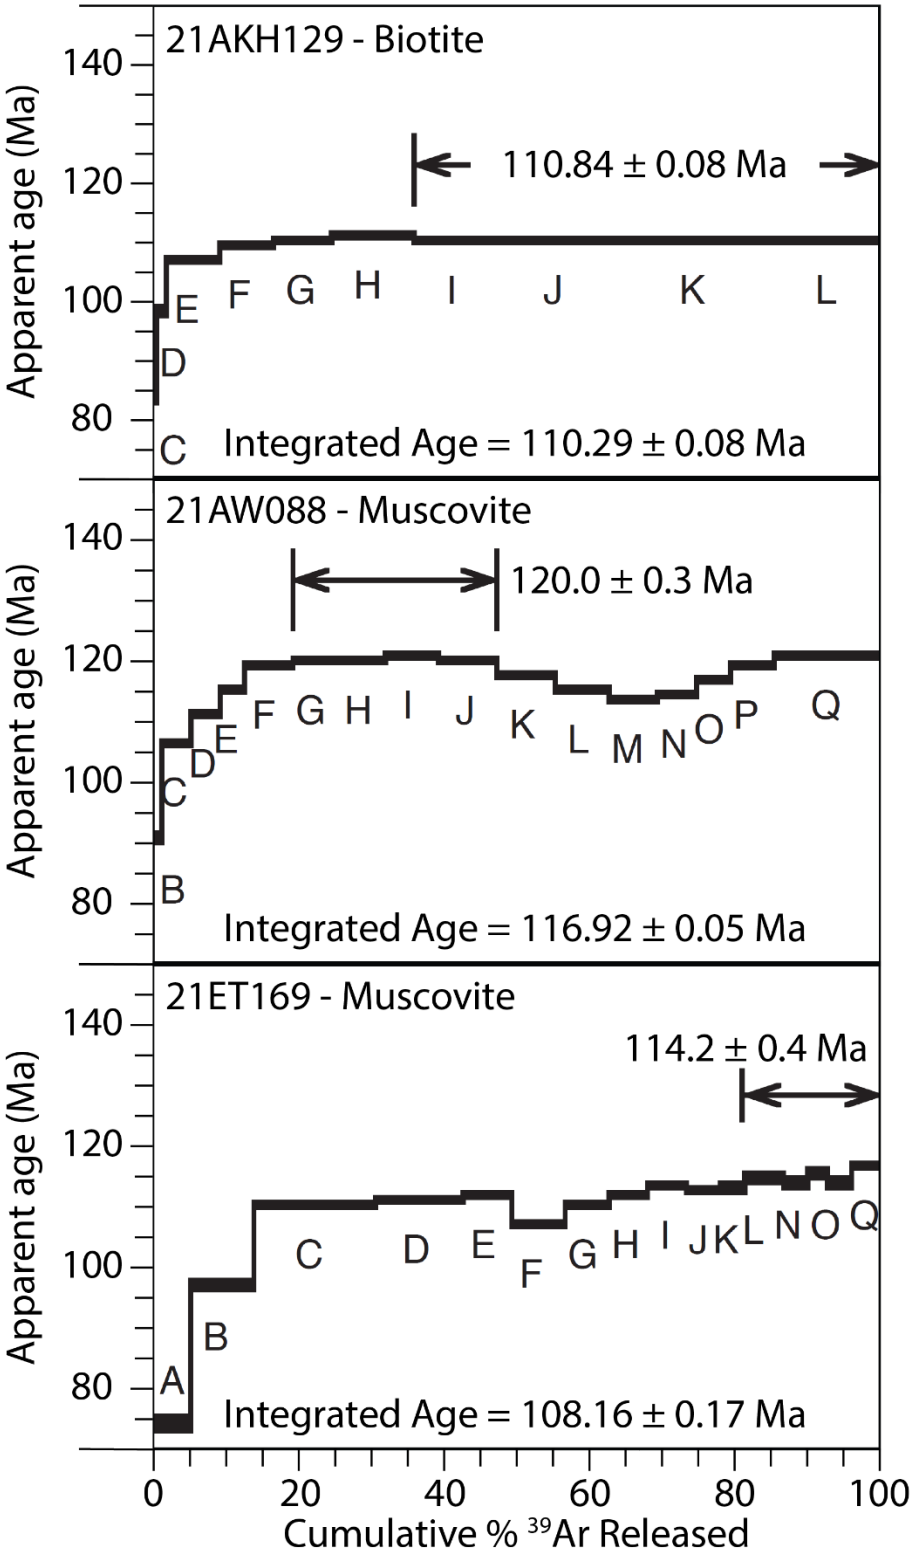 21AKH129 - Biotite
140
120
100
80
Apparent age (Ma)
110.84 ± 0.08 Ma
C
D
E
F
G
H
I
J
K
L
Integrated Age = 110.29 ± 0.08 Ma
21AW088 - Muscovite
140
120
100
80
Apparent age (Ma)
120.0 ± 0.3 Ma
B
C
D
E
F
G
H
I
J
K
L
M
N
O
P
Q
Integrated Age = 116.92 ± 0.05 Ma
21ET169 - Muscovite
140
120
100
80
Apparent age (Ma)
114.2 ± 0.4 Ma
A
B
C
D
E
F
G
H
I
J
K
L
N
O
Q
Integrated Age = 108.16 ± 0.17 Ma
0 20 40 60 80 100
Cumulative % ³⁹Ar Released